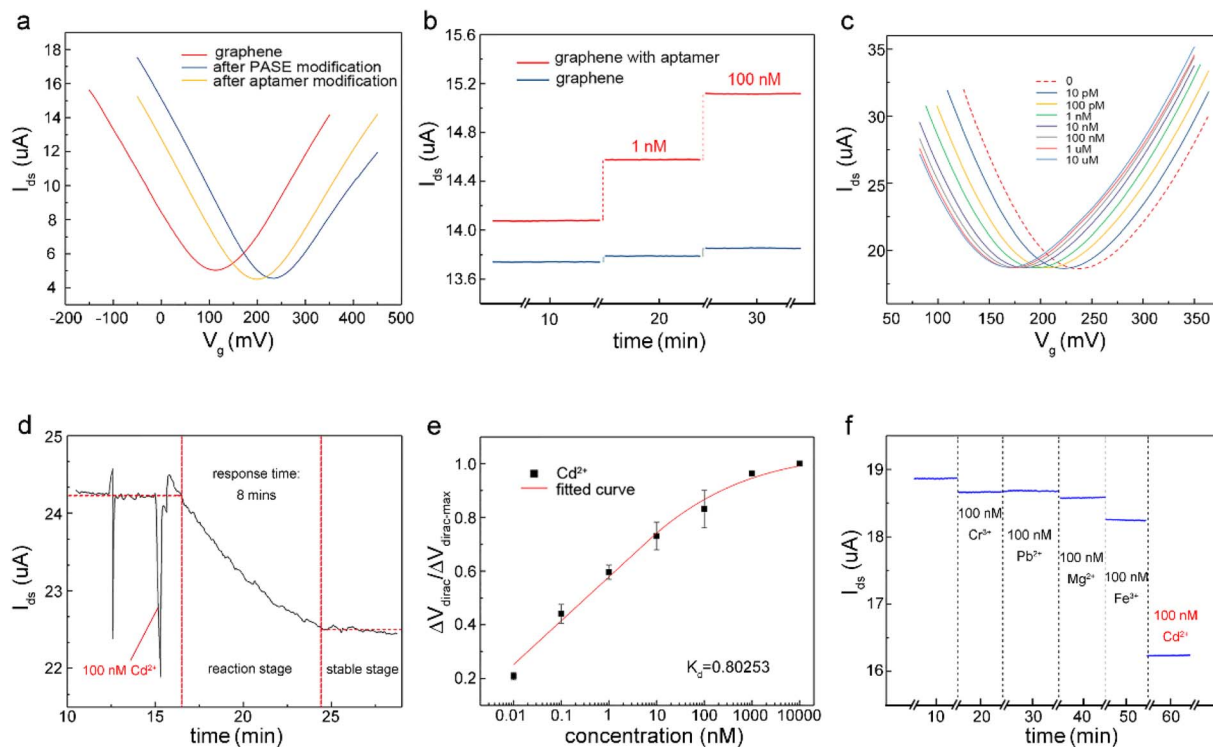 a
18
16
14
12
10
8
6
4
I_ds (uA)
graphene
after PASE modification
after aptamer modification
-200 -100 0 100 200 300 400 500
V_g (mV)
b
15.6
15.2
14.8
14.4
14.0
13.6
I_ds (uA)
graphene with aptamer
graphene
100 nM
1 nM
10 20 30
time (min)
c
35
30
25
20
I_ds (uA)
0
10 pM
100 pM
1 nM
10 nM
100 nM
1 uM
10 uM
50 100 150 200 250 300 350
V_g (mV)
d
25
24
23
22
21.5
I_ds (uA)
response time:
8 mins
100 nM Cd²⁺
reaction stage
stable stage
10 15 20 25
time (min)
e
1.0
0.8
0.6
0.4
0.2
ΔV_dirac/ΔV_dirac-max
Cd²⁺
fitted curve
K_d=0.80253
0.01 0.1 1 10 100 1000 10000
concentration (nM)
f
19
18
17
16
15.5
I_ds (uA)
100 nM
Cr³⁺
100 nM
Pb²⁺
100 nM
Mg²⁺
100 nM
Fe³⁺
100 nM
Cd²⁺
10 20 30 40 50 60
time (min)